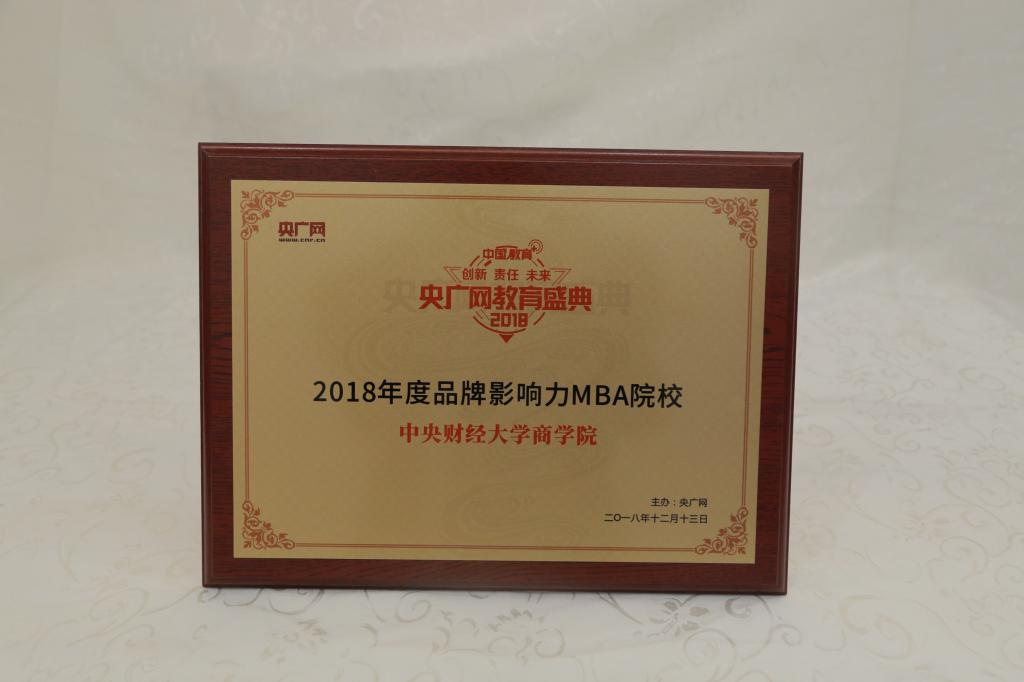 央广网
www.cnr.cn
中国教育+
创新 责任 未来
央广网教育盛典
2018
2018年度品牌影响力MBA院校
中央财经大学商学院
主办：央广网
二〇一八年十二月十三日